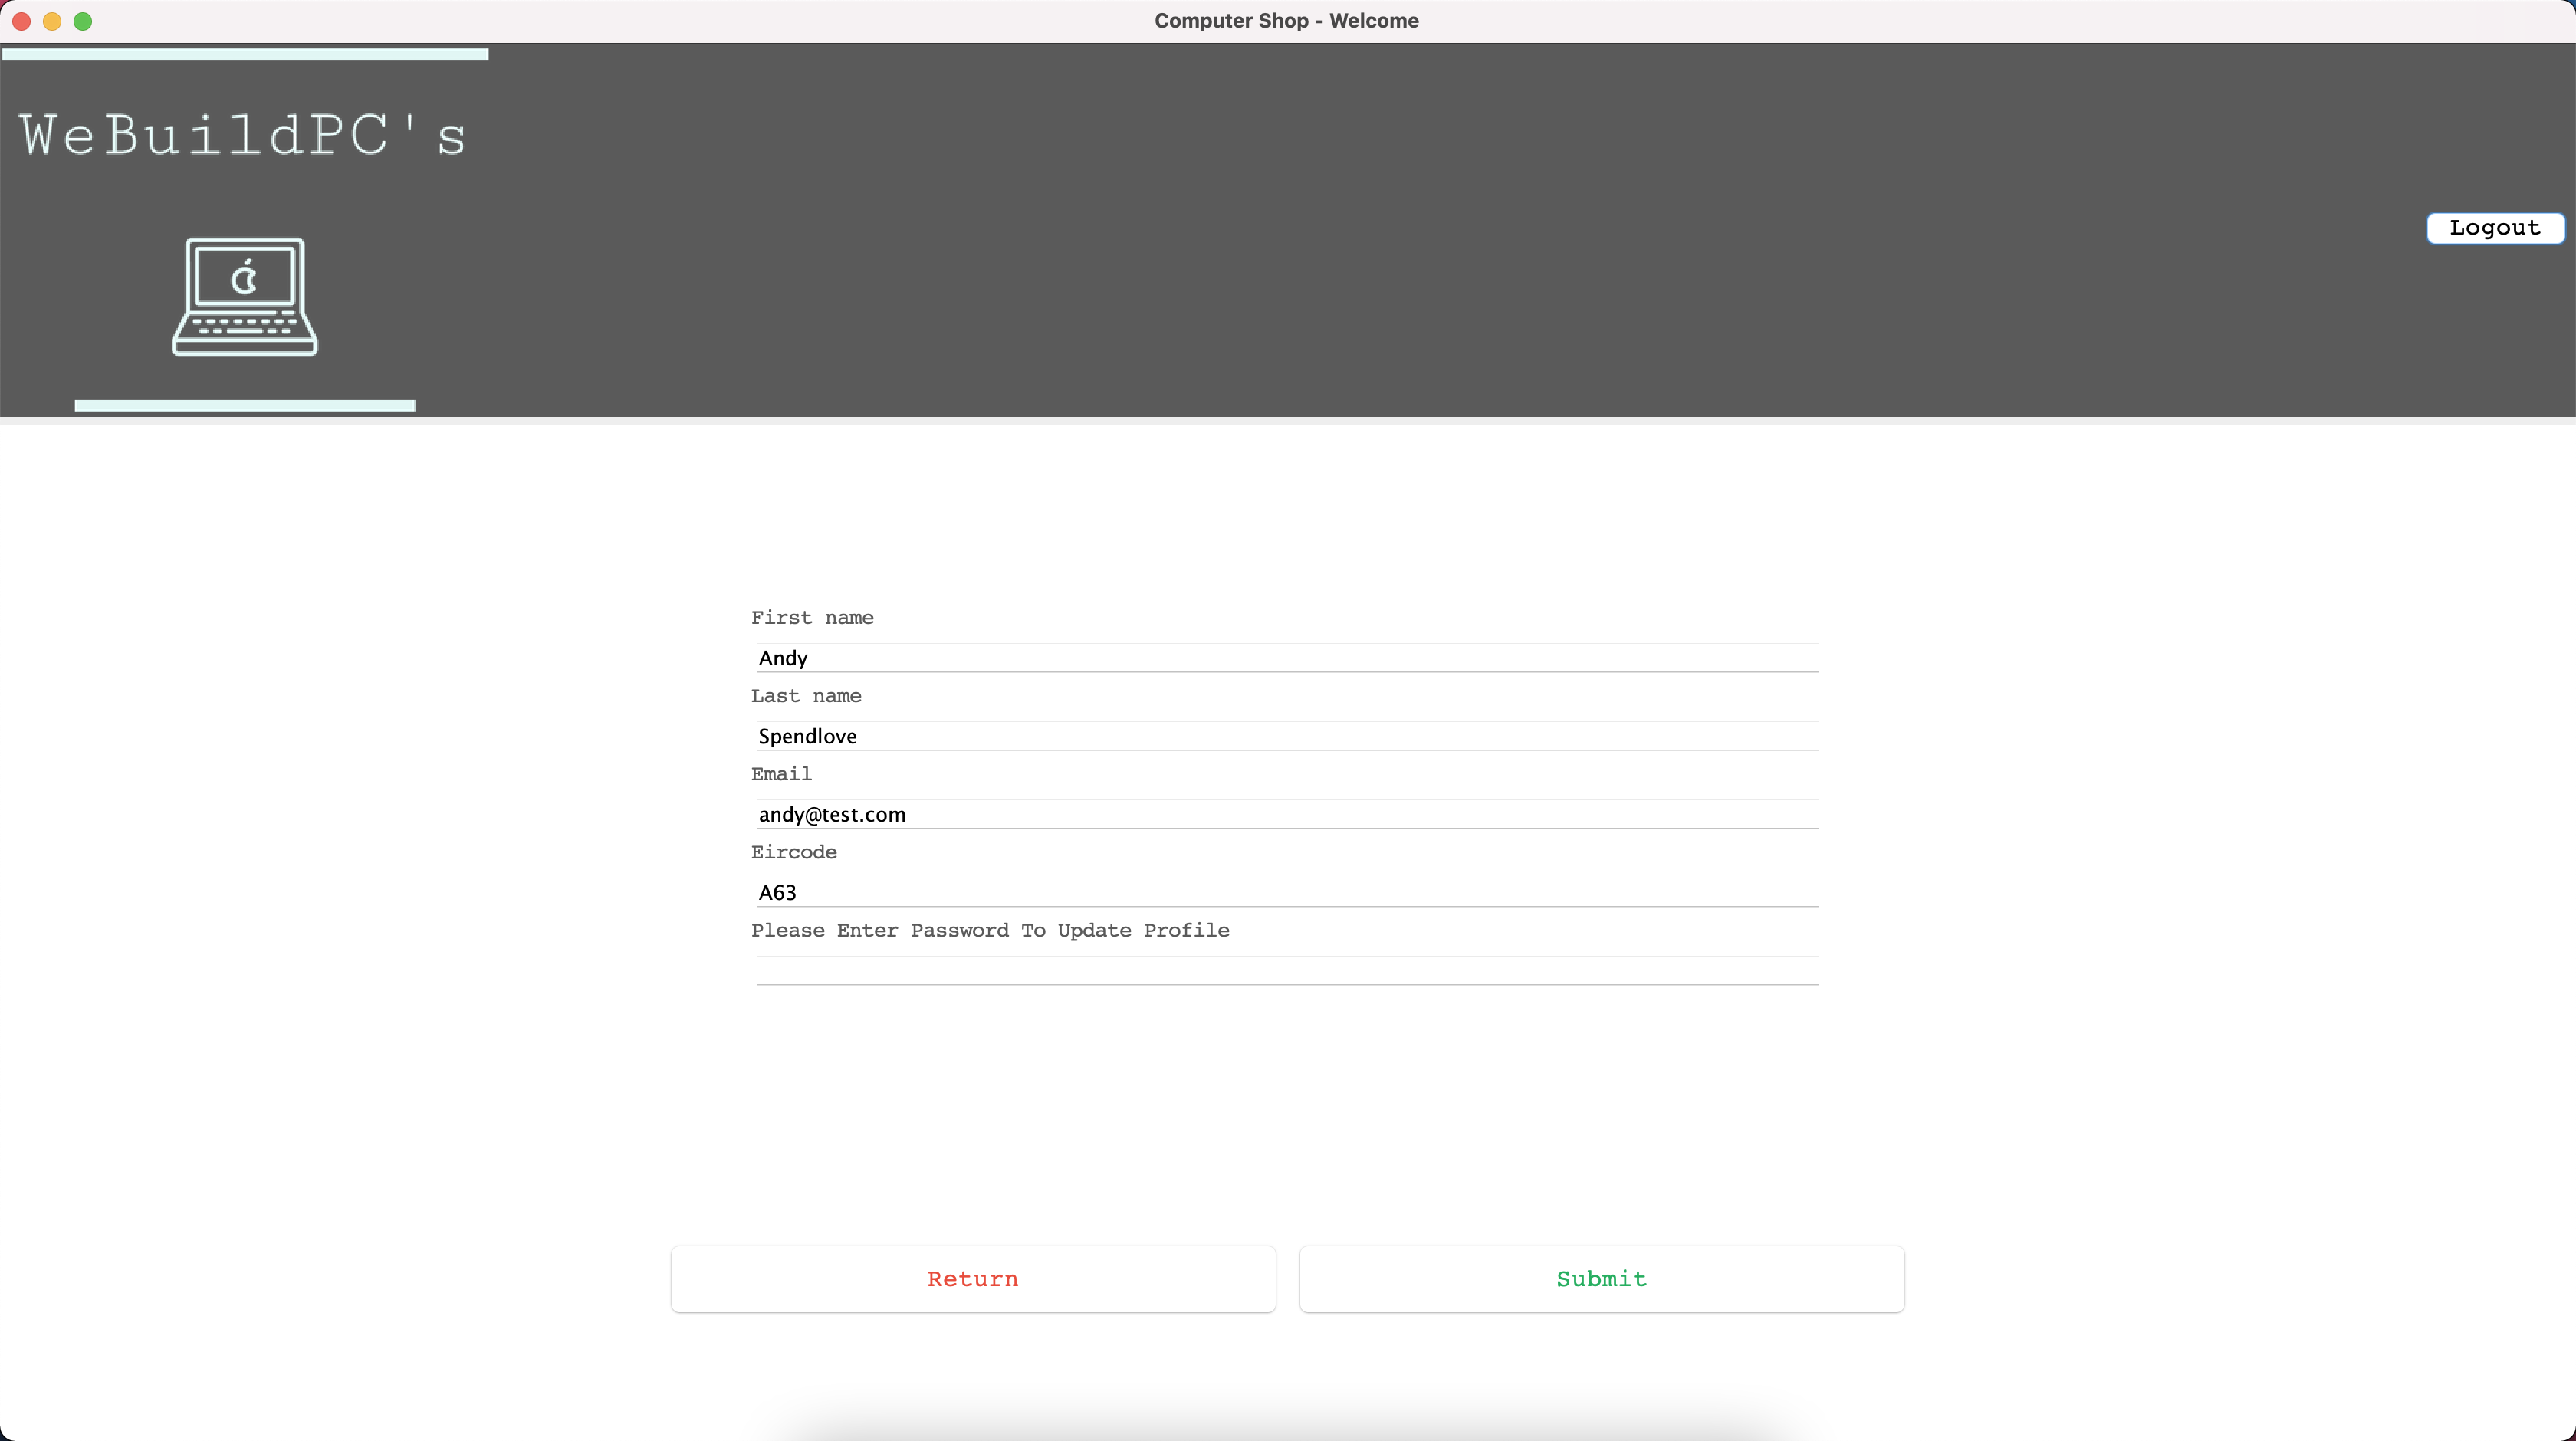 Computer Shop - Welcome
WeBuildPC's
Logout
First name
Andy
Last name
Spendlove
Email
andy@test.com
Eircode
A63
Please Enter Password To Update Profile
Return
Submit